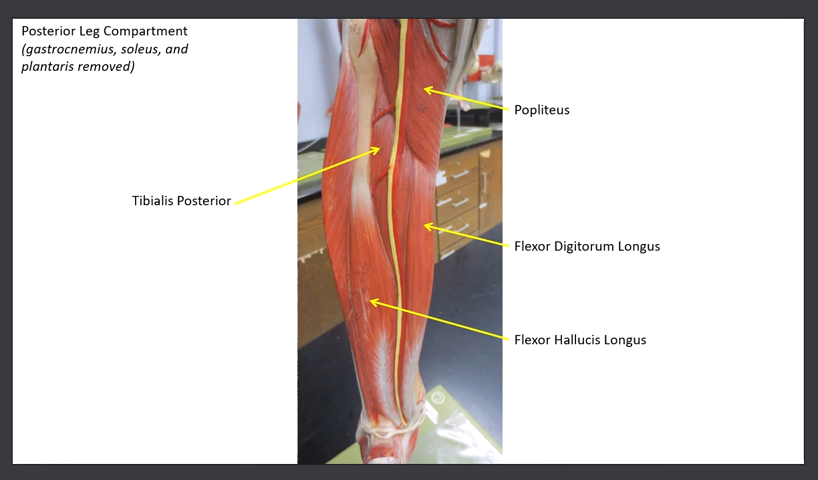 Posterior Leg Compartment
(gastrocnemius, soleus, and
plantaris removed)
Popliteus
Tibialis Posterior
Flexor Digitorum Longus
Flexor Hallucis Longus